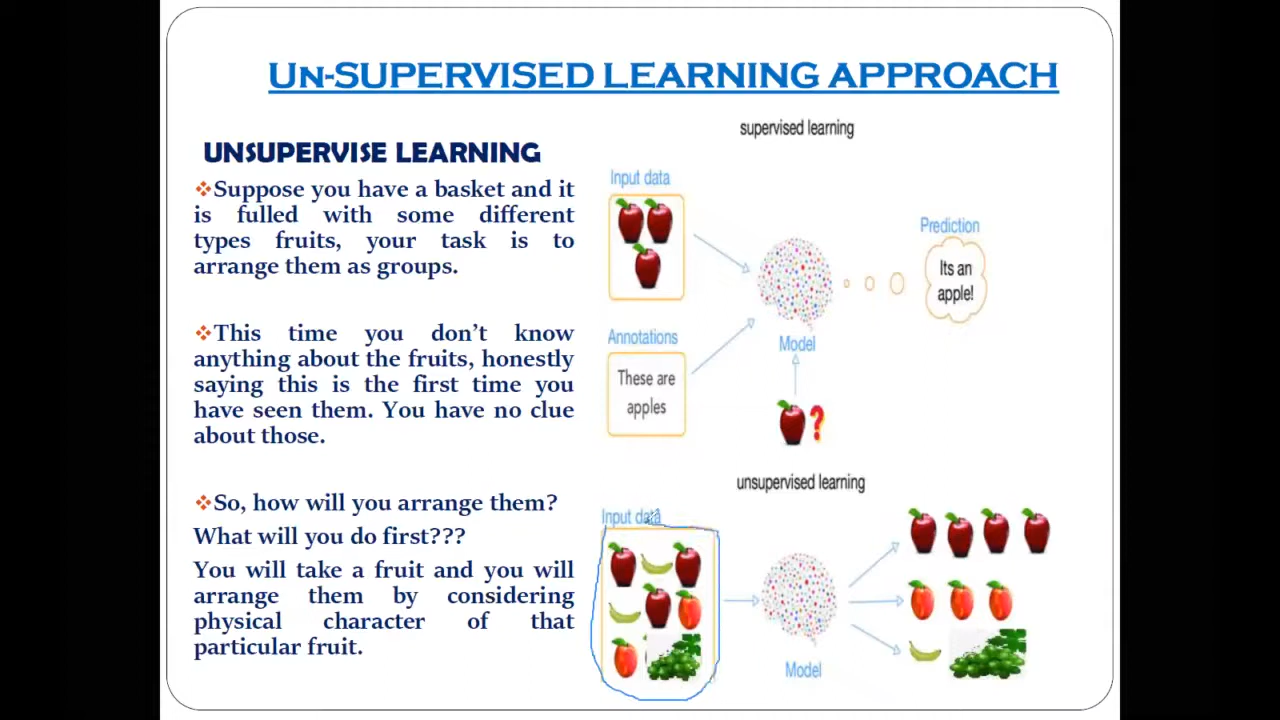 Un-SUPERVISED LEARNING APPROACH
UNSUPERVISE LEARNING
❖Suppose you have a basket and it
is fulled with some different
types fruits, your task is to
arrange them as groups.
❖This time you don't know
anything about the fruits, honestly
saying this is the first time you
have seen them. You have no clue
about those.
❖So, how will you arrange them?
What will you do first???
You will take a fruit and you will
arrange them by considering
physical character of that
particular fruit.
supervised learning
Input data
Prediction
Its an
apple!
Annotations
Model
These are
apples
?
unsupervised learning
Input data
Model